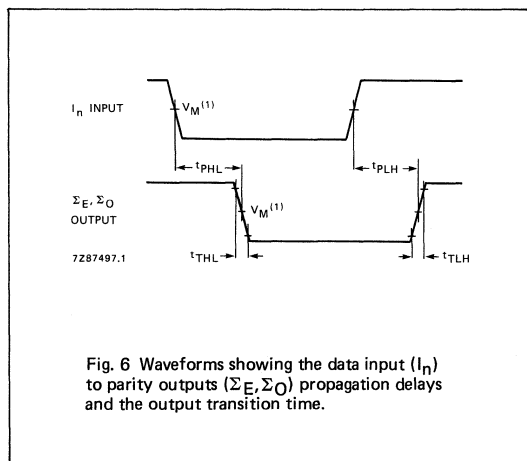 Iₙ INPUT
V_M⁽¹⁾
t_PHL
t_PLH
Σ_E, Σ_O
OUTPUT
V_M⁽¹⁾
7Z87497.1
t_THL
t_TLH
Fig. 6 Waveforms showing the data input (Iₙ)
to parity outputs (Σ_E, Σ_O) propagation delays
and the output transition time.